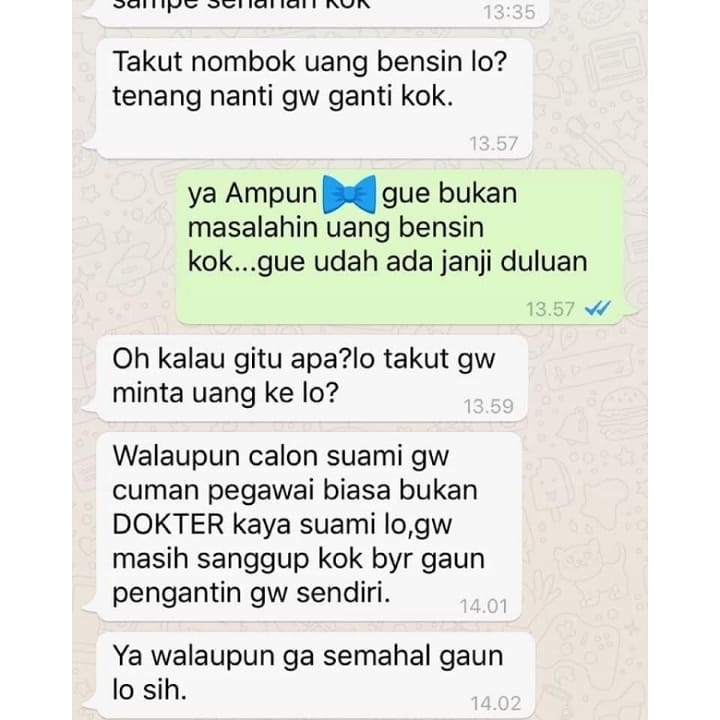 sampe seharian kok
13:35
Takut nombok uang bensin lo?
tenang nanti gw ganti kok.
13.57
ya Ampun gue bukan
masalahin uang bensin
kok...gue udah ada janji duluan
13.57
Oh kalau gitu apa?lo takut gw
minta uang ke lo?
13.59
Walaupun calon suami gw
cuman pegawai biasa bukan
DOKTER kaya suami lo,gw
masih sanggup kok byr gaun
pengantin gw sendiri.
14.01
Ya walaupun ga semahal gaun
lo sih.
14.02